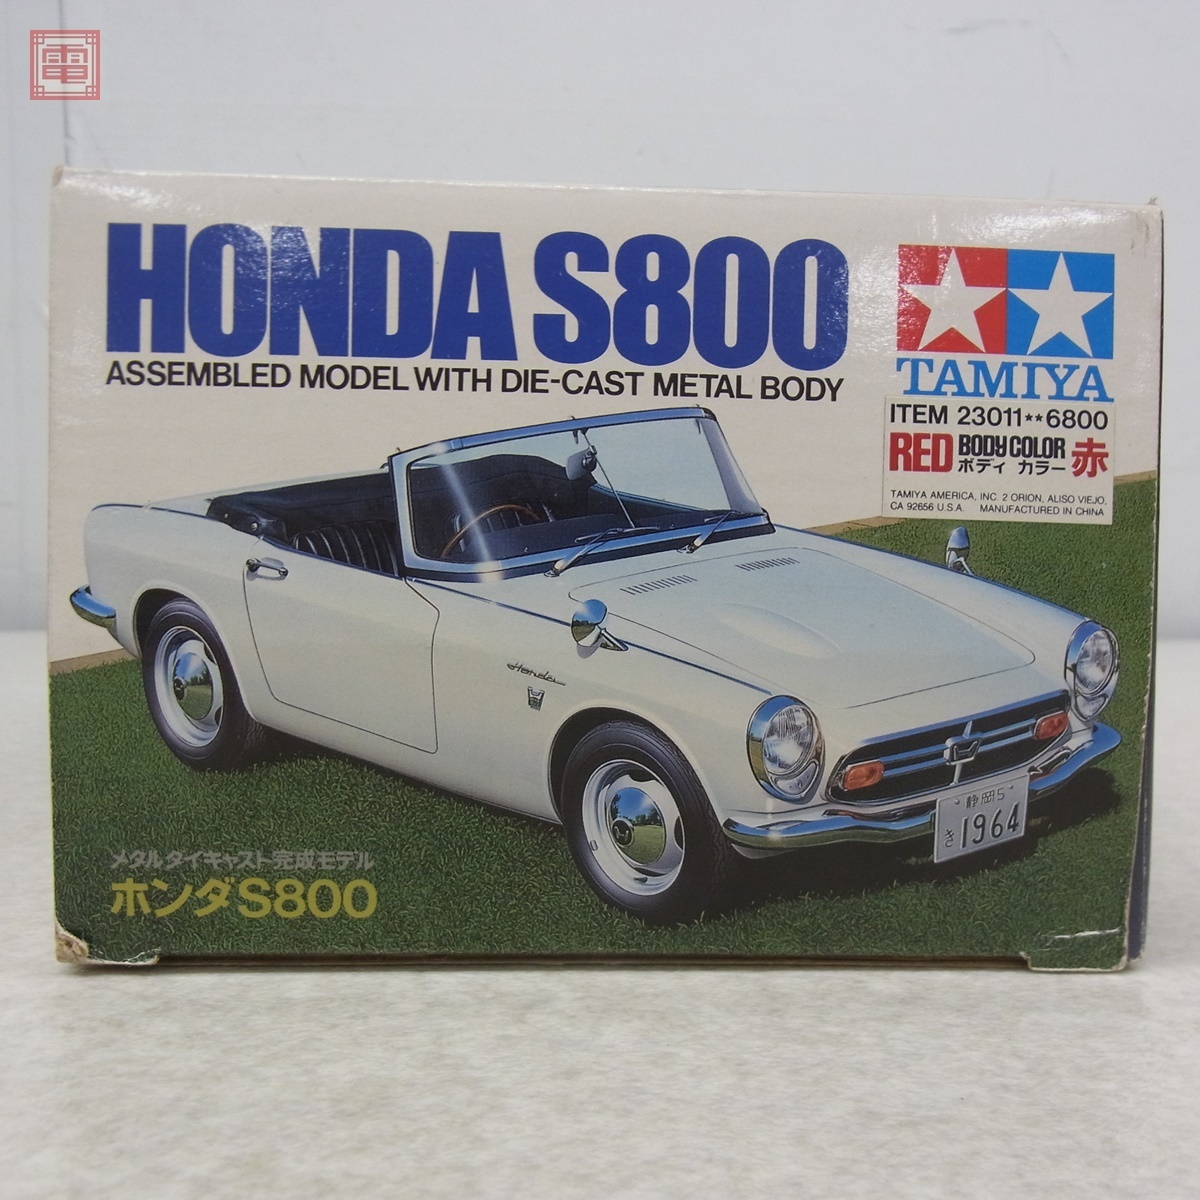 電
HONDA S800
ASSEMBLED MODEL WITH DIE-CAST METAL BODY
TAMIYA
ITEM 23011★★6800
RED BODY COLOR ボディ カラー 赤
TAMIYA AMERICA, INC. 2 ORION, ALISO VIEJO,
CA 92656 U.S.A. MANUFACTURED IN CHINA
Honda
静岡5
さ 1964
メタルダイキャスト完成モデル
ホンダS800